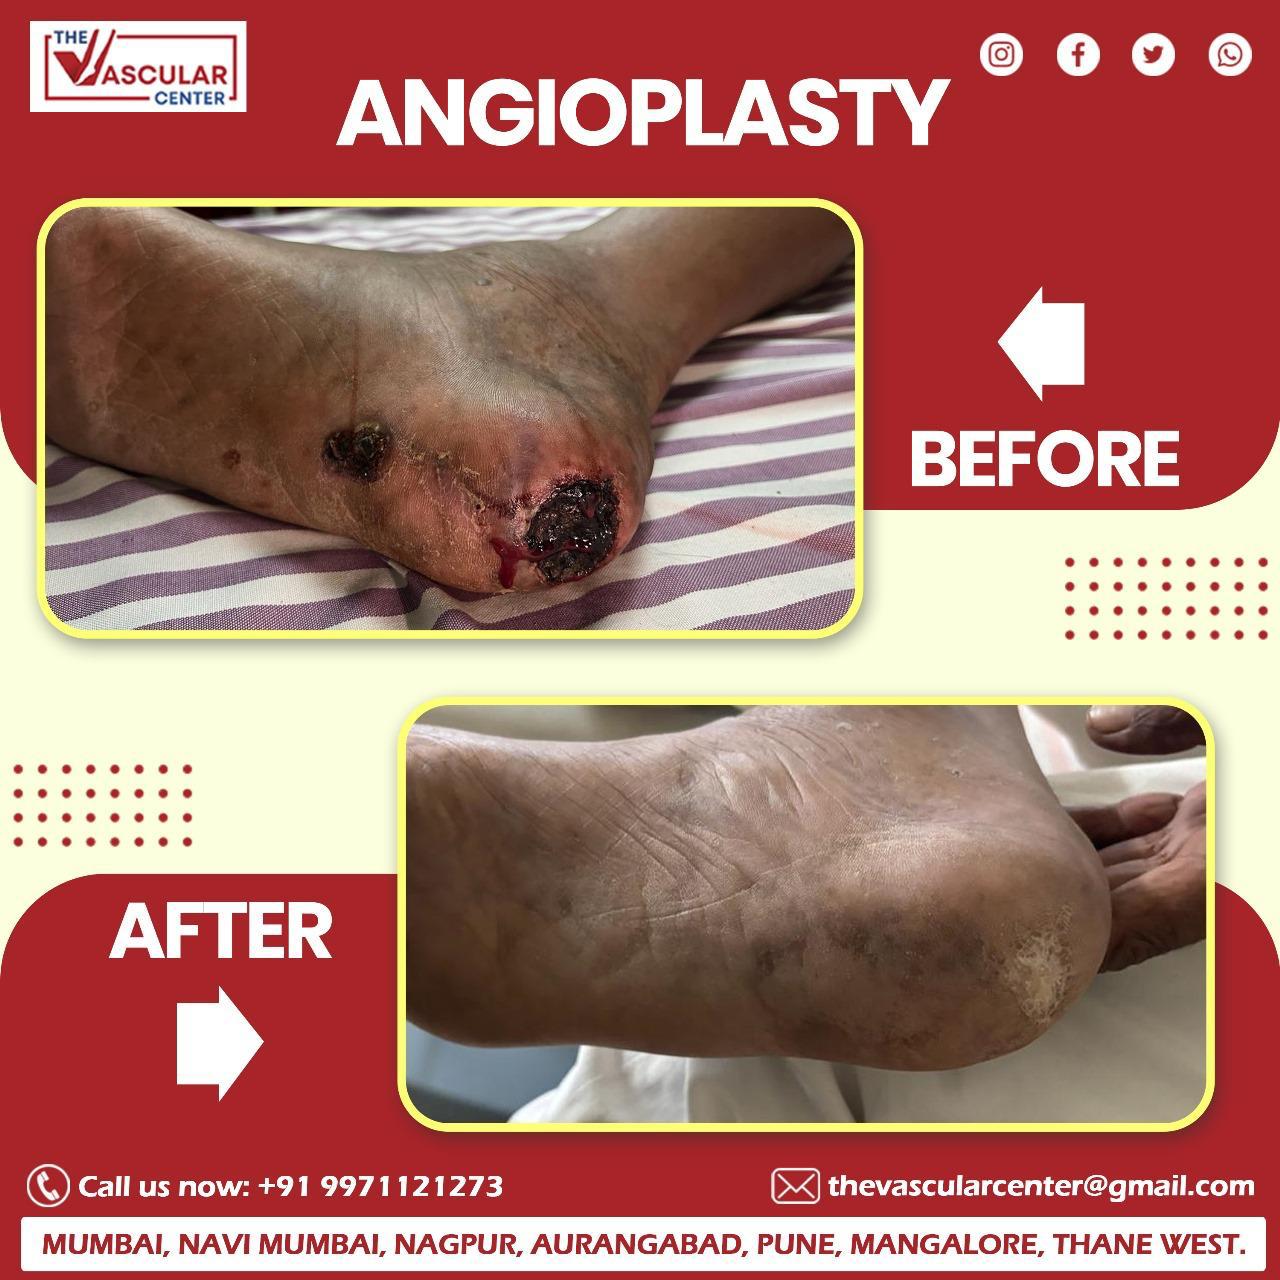 THE
VASCULAR
CENTER
ANGIOPLASTY
BEFORE
AFTER
Call us now: +91 9971121273
thevascularcenter@gmail.com
MUMBAI, NAVI MUMBAI, NAGPUR, AURANGABAD, PUNE, MANGALORE, THANE WEST.